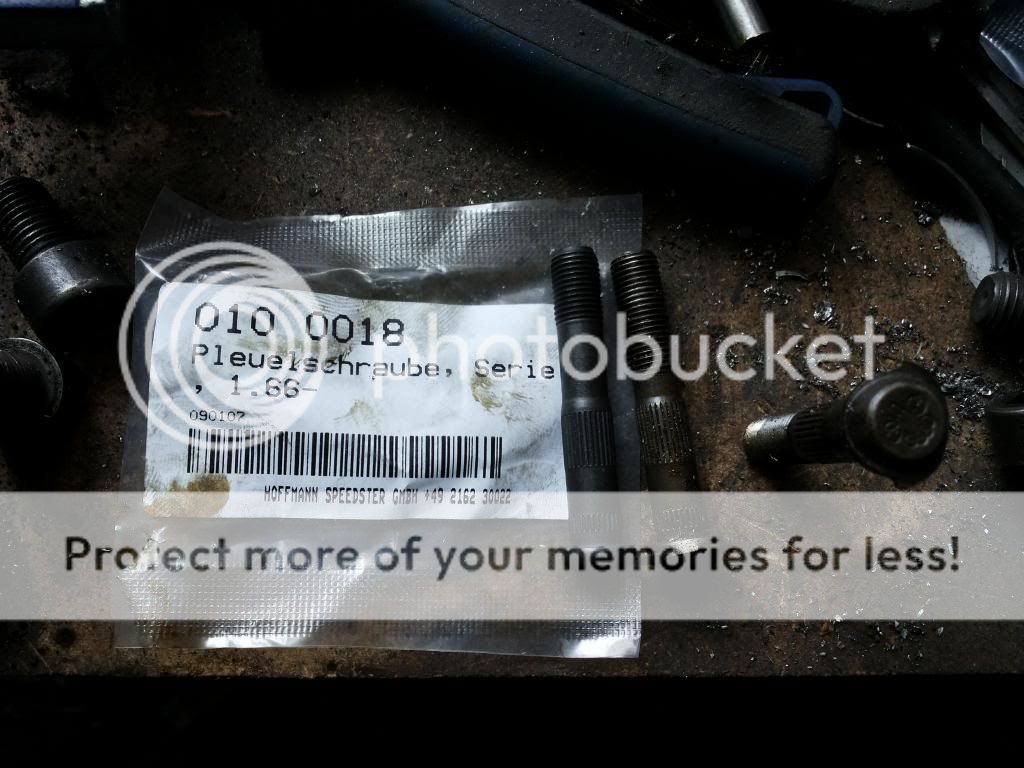 010 0018
Pleuelschraube, Serie
, 1.66-
090107
HOFFMANN SPEEDSTER GMBH +49 2162 30022
photobucket
Protect more of your memories for less!